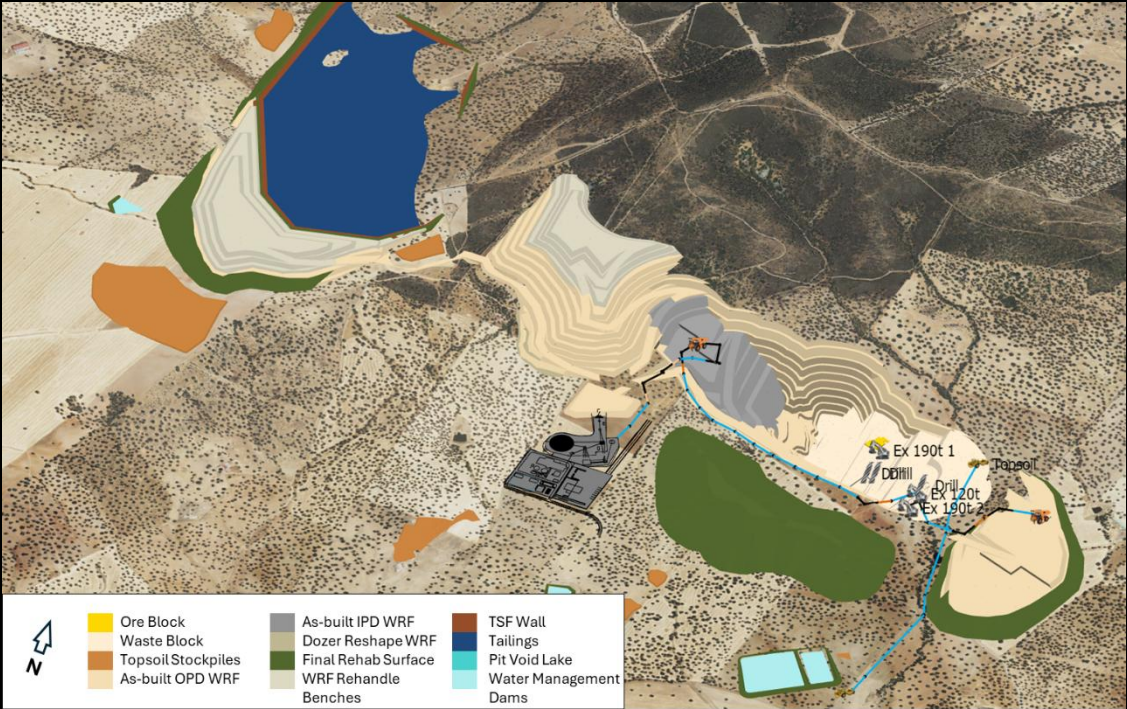 Ex 190t 1
Drill
Topsoil
Drill
Ex 120t
Ex 190t 2
N
Ore Block
Waste Block
Topsoil Stockpiles
As-built OPD WRF
As-built IPD WRF
Dozer Reshape WRF
Final Rehab Surface
WRF Rehandle
Benches
TSF Wall
Tailings
Pit Void Lake
Water Management
Dams